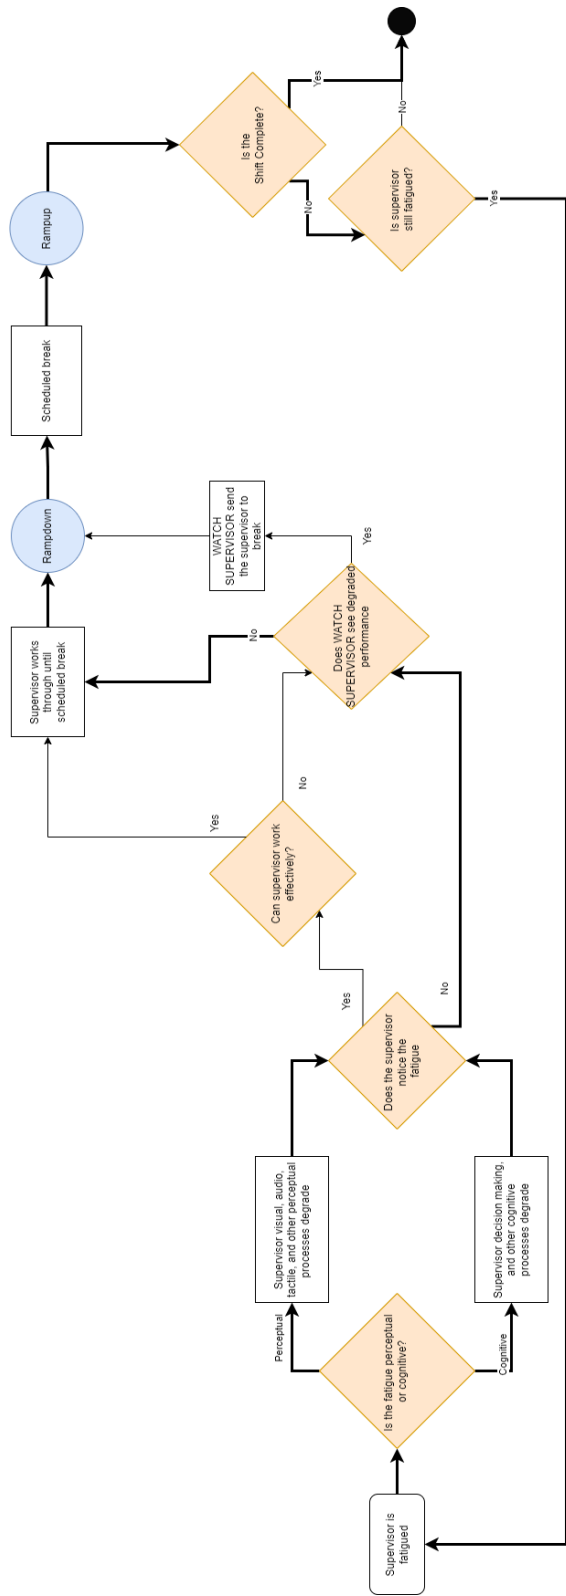 Supervisor is
fatigued
Is the fatigue perceptual
or cognitive?
Perceptual
Cognitive
Supervisor visual, audio,
tactile, and other perceptual
processes degrade
Supervisor decision making,
and other cognitive
processes degrade
Does the supervisor
notice the
fatigue
Yes
No
Can supervisor work
effectively?
Yes
No
Does WATCH
SUPERVISOR see degraded
performance
No
Yes
Supervisor works
through until
scheduled break
WATCH
SUPERVISOR send
the supervisor to
break
Rampdown
Scheduled break
Rampup
Is the
Shift Complete?
Yes
No
Is supervisor
still fatigued?
No
Yes